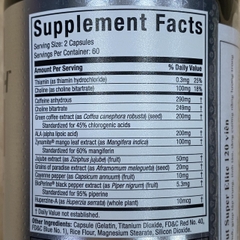 Supplement Facts
Serving Size: 2 Capsules
Servings Per Container: 60
Amount Per Serving % Daily Value
Thiamin (as thiamin hydrochloride) 0.3mg 25%
Choline (as choline bitartrate) 100mg 18%
Caffeine anhydrous 290mg †
Choline bitartrate 249mg †
Green coffee extract (as Coffea canephora robusta) (seed) 200mg †
Standardized for 45% chlorogenic acids
ALA (alpha lipoic acid) 200mg †
Dynamite® mango leaf extract (as Mangifera indica) 100mg †
Standardized for 60% mangiferin
Jujube extract (as Ziziphus jujube) (fruit) 50mg †
Grains of paradise extract (as Aframomum melegueta) (seed) 20mg †
Cayenne pepper (as Capsicum annuum) (fruit) 10mg †
BioPerine® black pepper extract (as Piper nigrum) (fruit) 5.3mg †
Standardized for 95% piperine
Huperzine-A (as Huperzia serrata) (whole plant) 10mcg †
† Daily Value not established.
Other Ingredients: Capsule (Gelatin, Titanium Dioxide, FD&C Red No. 40,
FD&C Blue No. 1), Rice Flour, Magnesium Stearate, Silicon Dioxide.
Super Elite 120 viên